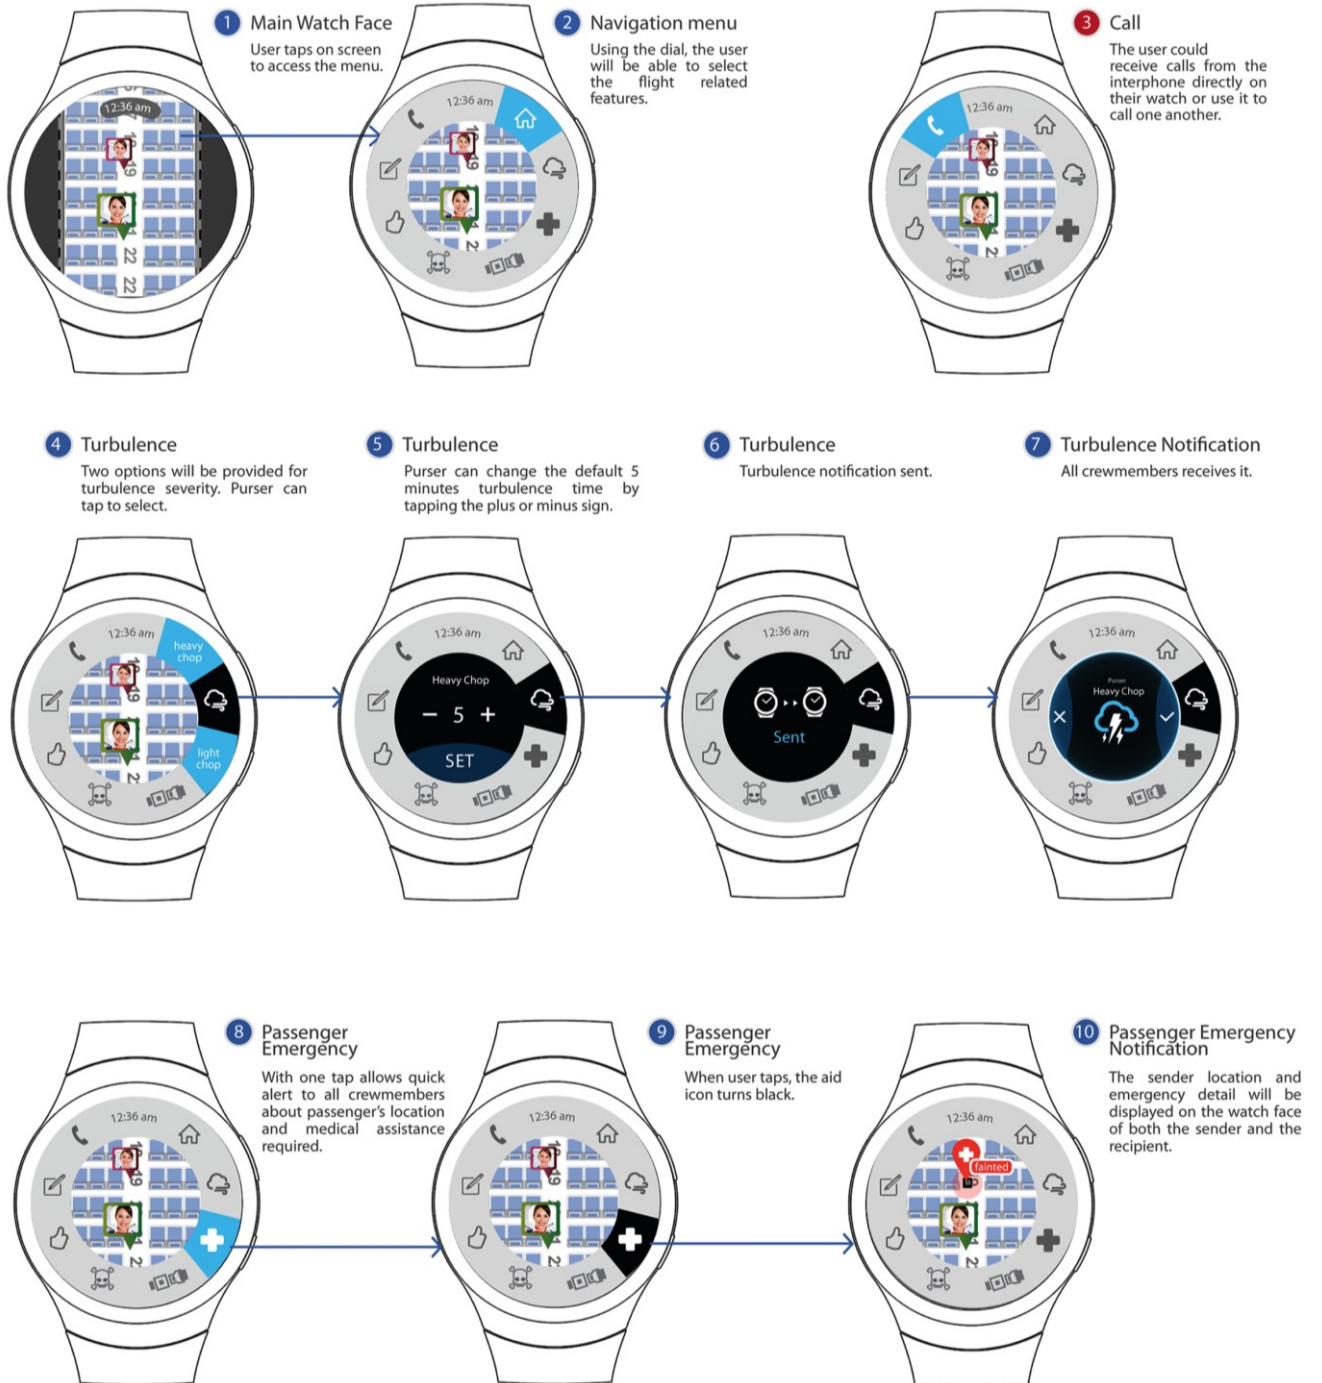 1 Main Watch Face
User taps on screen
to access the menu.
2 Navigation menu
Using the dial, the user
will be able to select
the flight related
features.
3 Call
The user could
receive calls from the
interphone directly on
their watch or use it to
call one another.
12:36 am
19
22
22
12:36 am
19
12:36 am
19
4 Turbulence
Two options will be provided for
turbulence severity. Purser can
tap to select.
5 Turbulence
Purser can change the default 5
minutes turbulence time by
tapping the plus or minus sign.
6 Turbulence
Turbulence notification sent.
7 Turbulence Notification
All crewmembers receives it.
12:36 am
heavy
chop
19
light
chop
12:36 am
Heavy Chop
− 5 +
SET
12:36 am
Sent
12:36 am
Purser
Heavy Chop
8 Passenger
Emergency
With one tap allows quick
alert to all crewmembers
about passenger's location
and medical assistance
required.
9 Passenger
Emergency
When user taps, the aid
icon turns black.
10 Passenger Emergency
Notification
The sender location and
emergency detail will be
displayed on the watch face
of both the sender and the
recipient.
12:36 am
19
12:36 am
19
12:36 am
fainted